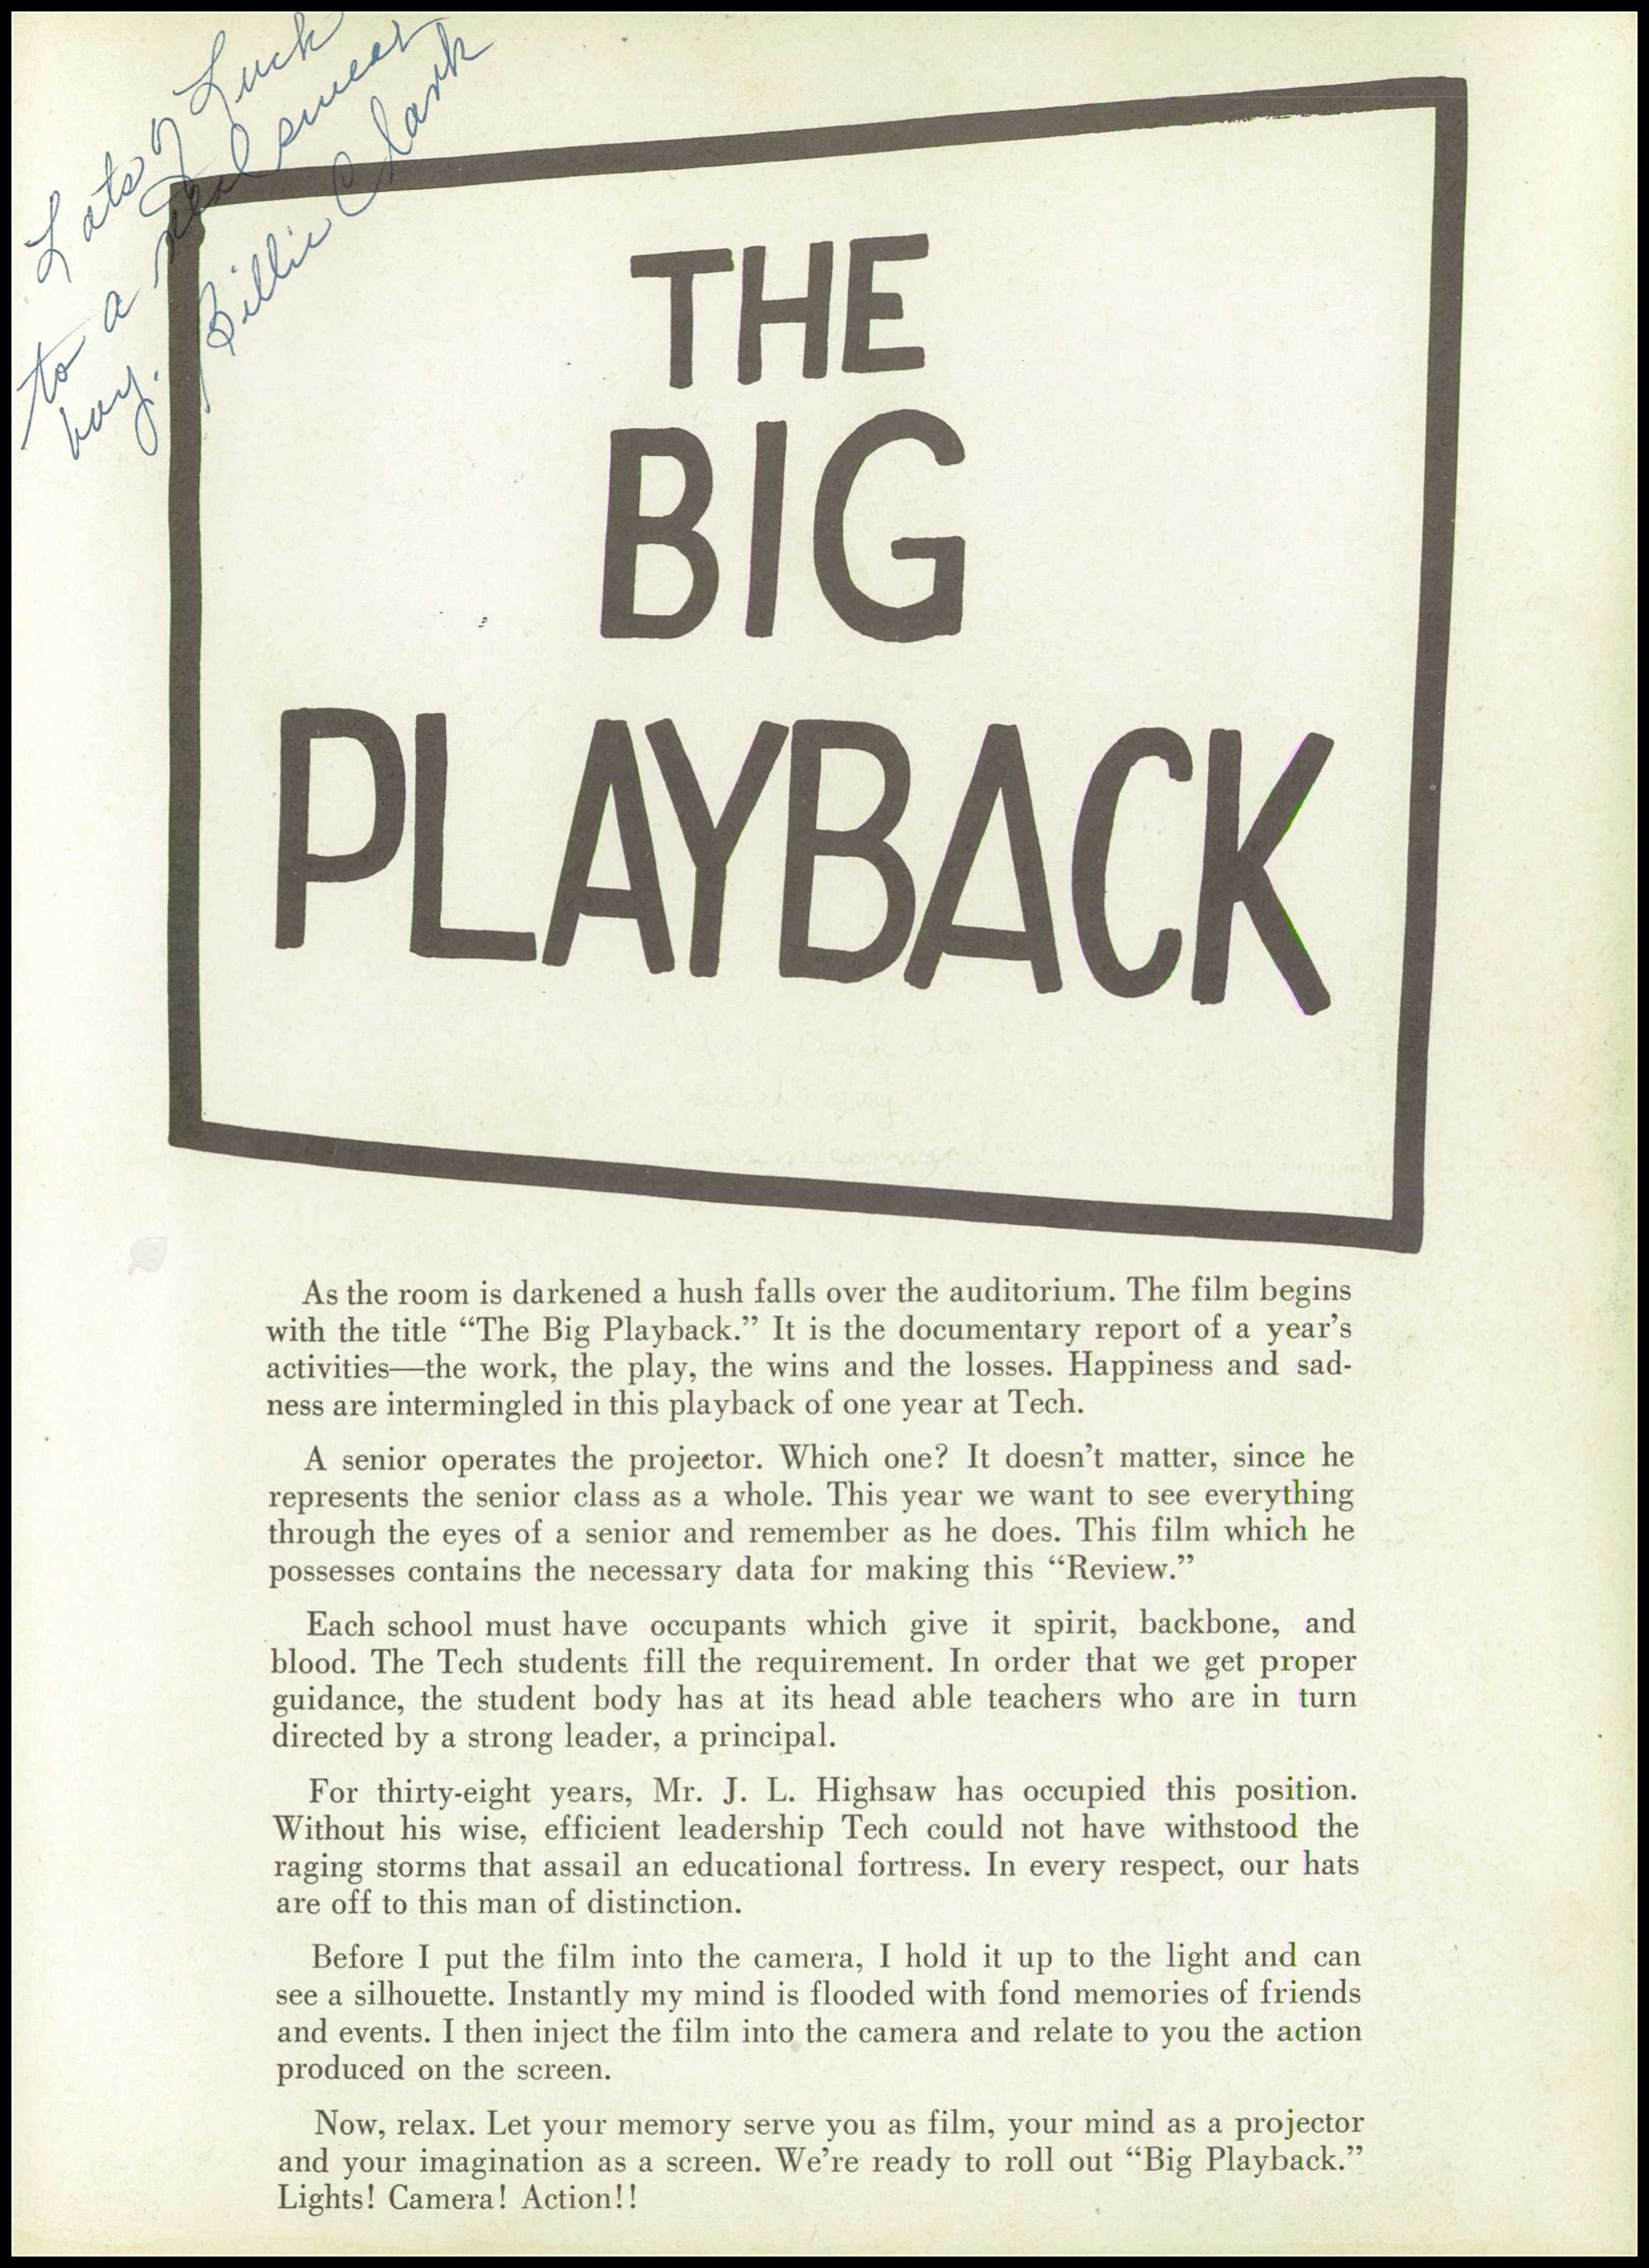 Lots of Luck
to a real sweet
boy. Billie Clark
THE
BIG
PLAYBACK
As the room is darkened a hush falls over the auditorium. The film begins
with the title “The Big Playback.” It is the documentary report of a year’s
activities—the work, the play, the wins and the losses. Happiness and sad-
ness are intermingled in this playback of one year at Tech.
A senior operates the projector. Which one? It doesn’t matter, since he
represents the senior class as a whole. This year we want to see everything
through the eyes of a senior and remember as he does. This film which he
possesses contains the necessary data for making this “Review.”
Each school must have occupants which give it spirit, backbone, and
blood. The Tech students fill the requirement. In order that we get proper
guidance, the student body has at its head able teachers who are in turn
directed by a strong leader, a principal.
For thirty-eight years, Mr. J. L. Highsaw has occupied this position.
Without his wise, efficient leadership Tech could not have withstood the
raging storms that assail an educational fortress. In every respect, our hats
are off to this man of distinction.
Before I put the film into the camera, I hold it up to the light and can
see a silhouette. Instantly my mind is flooded with fond memories of friends
and events. I then inject the film into the camera and relate to you the action
produced on the screen.
Now, relax. Let your memory serve you as film, your mind as a projector
and your imagination as a screen. We’re ready to roll out “Big Playback.”
Lights! Camera! Action!!